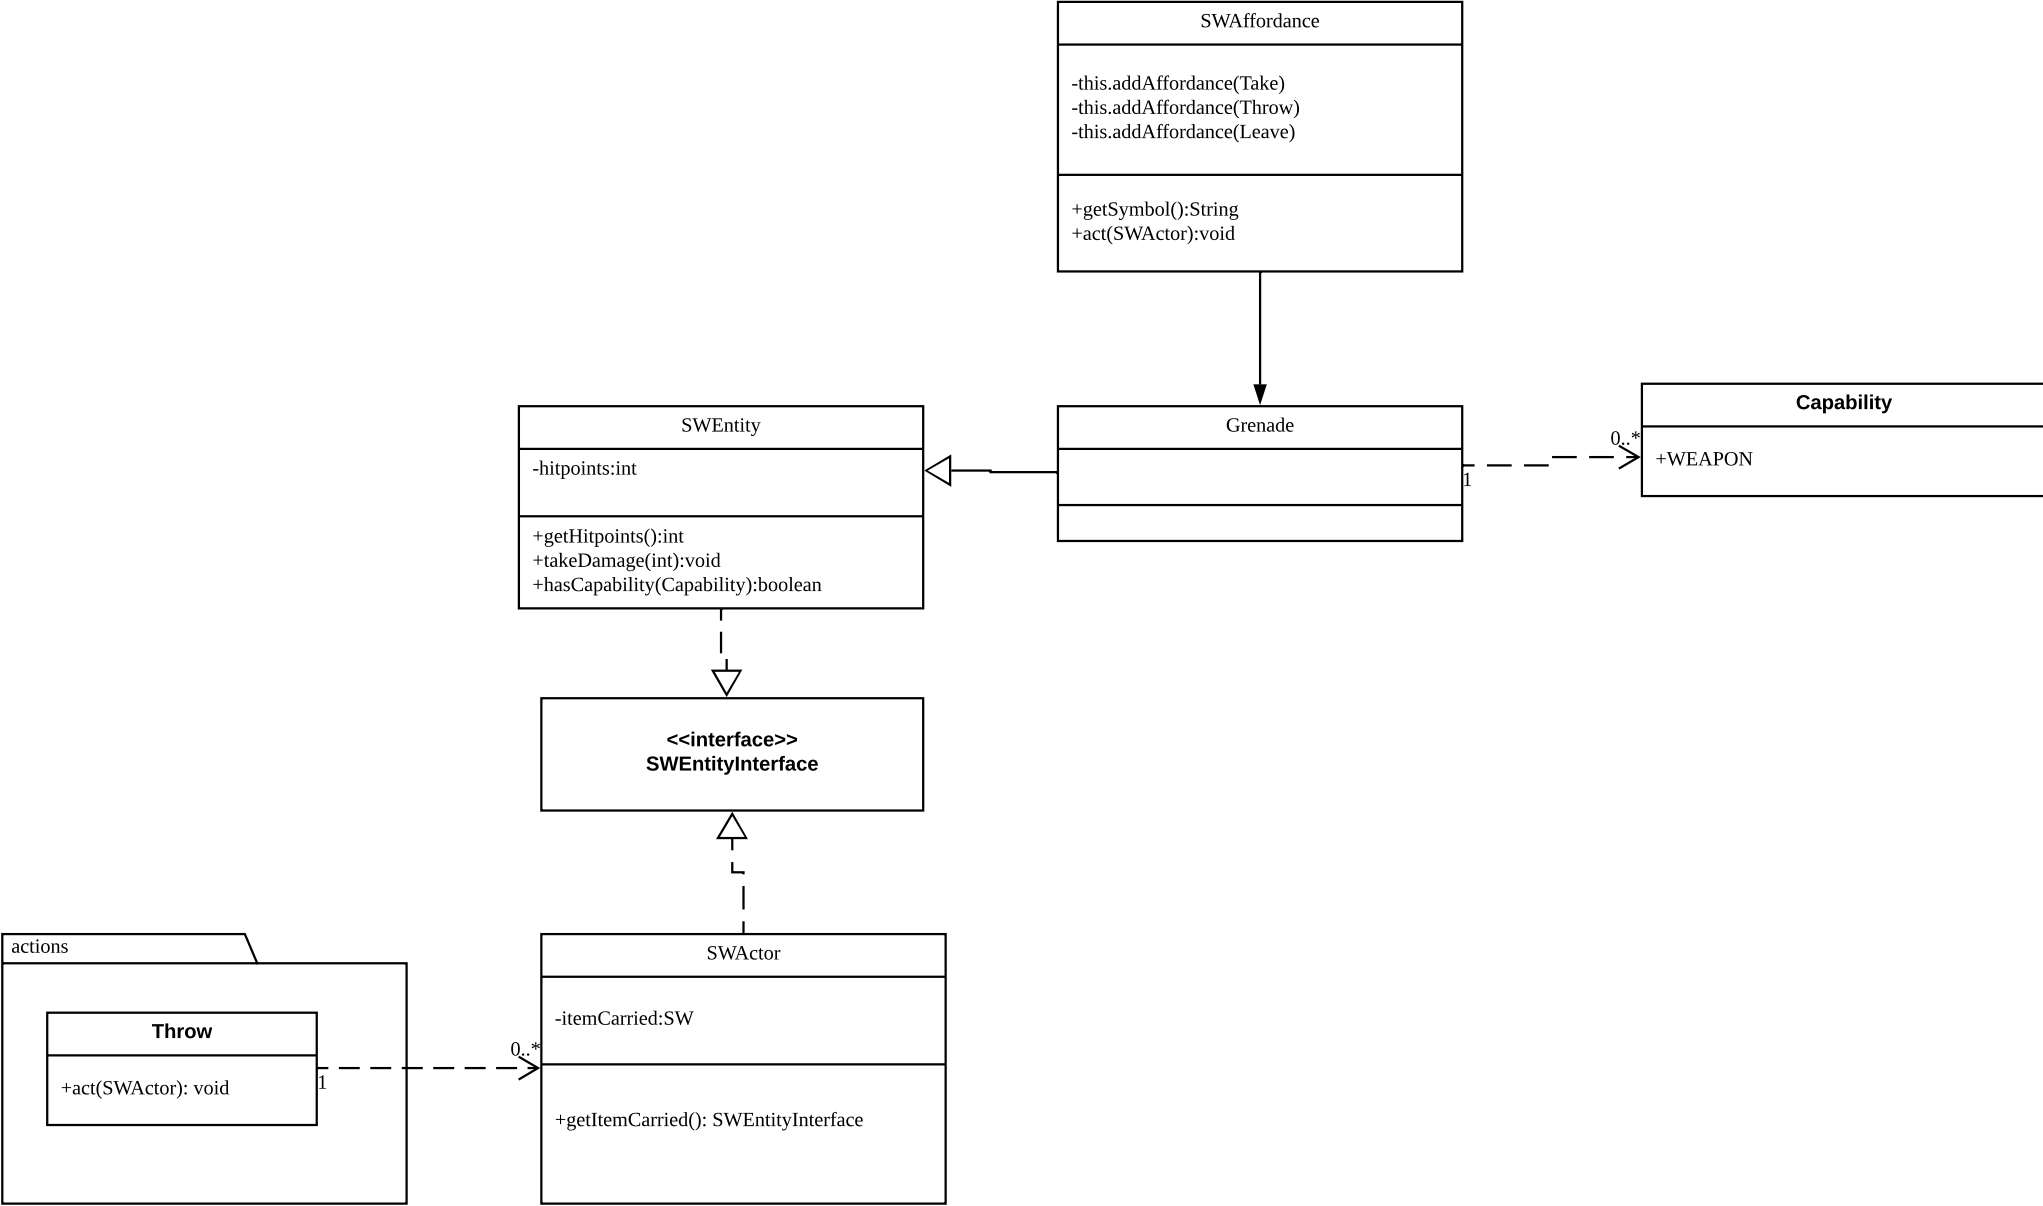 SWAffordance
-this.addAffordance(Take)
-this.addAffordance(Throw)
-this.addAffordance(Leave)
+getSymbol():String
+act(SWActor):void
SWEntity
-hitpoints:int
+getHitpoints():int
+takeDamage(int):void
+hasCapability(Capability):boolean
Grenade
1
0..*
Capability
+WEAPON
<<interface>>
SWEntityInterface
actions
Throw
+act(SWActor): void
1
0..*
SWActor
-itemCarried:SW
+getItemCarried(): SWEntityInterface